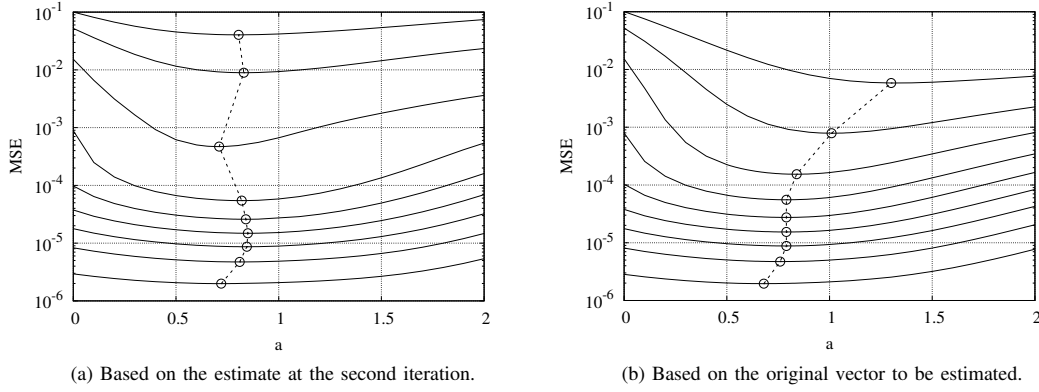 10^-1
10^-2
10^-3
10^-4
10^-5
10^-6
MSE
0 0.5 1 1.5 2
a
(a) Based on the estimate at the second iteration.
10^-1
10^-2
10^-3
10^-4
10^-5
10^-6
MSE
0 0.5 1 1.5 2
a
(b) Based on the original vector to be estimated.